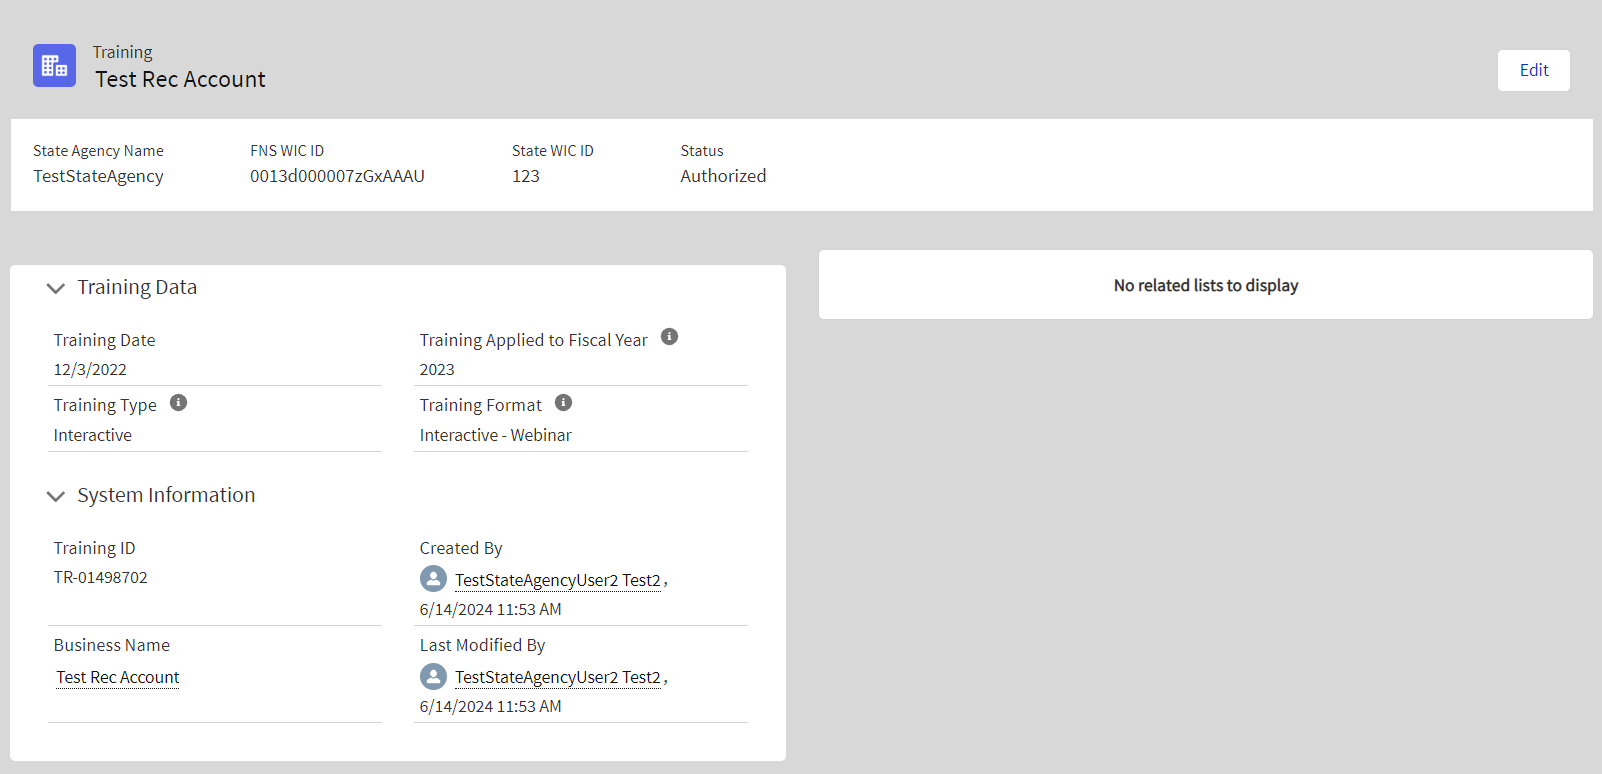 Training
Test Rec Account
Edit
State Agency Name
TestStateAgency
FNS WIC ID
0013d000007zGxAAAU
State WIC ID
123
Status
Authorized
Training Data
Training Date
12/3/2022
Training Applied to Fiscal Year
2023
Training Type
Interactive
Training Format
Interactive - Webinar
System Information
Training ID
TR-01498702
Created By
TestStateAgencyUser2 Test2,
6/14/2024 11:53 AM
Business Name
Test Rec Account
Last Modified By
TestStateAgencyUser2 Test2,
6/14/2024 11:53 AM
No related lists to display